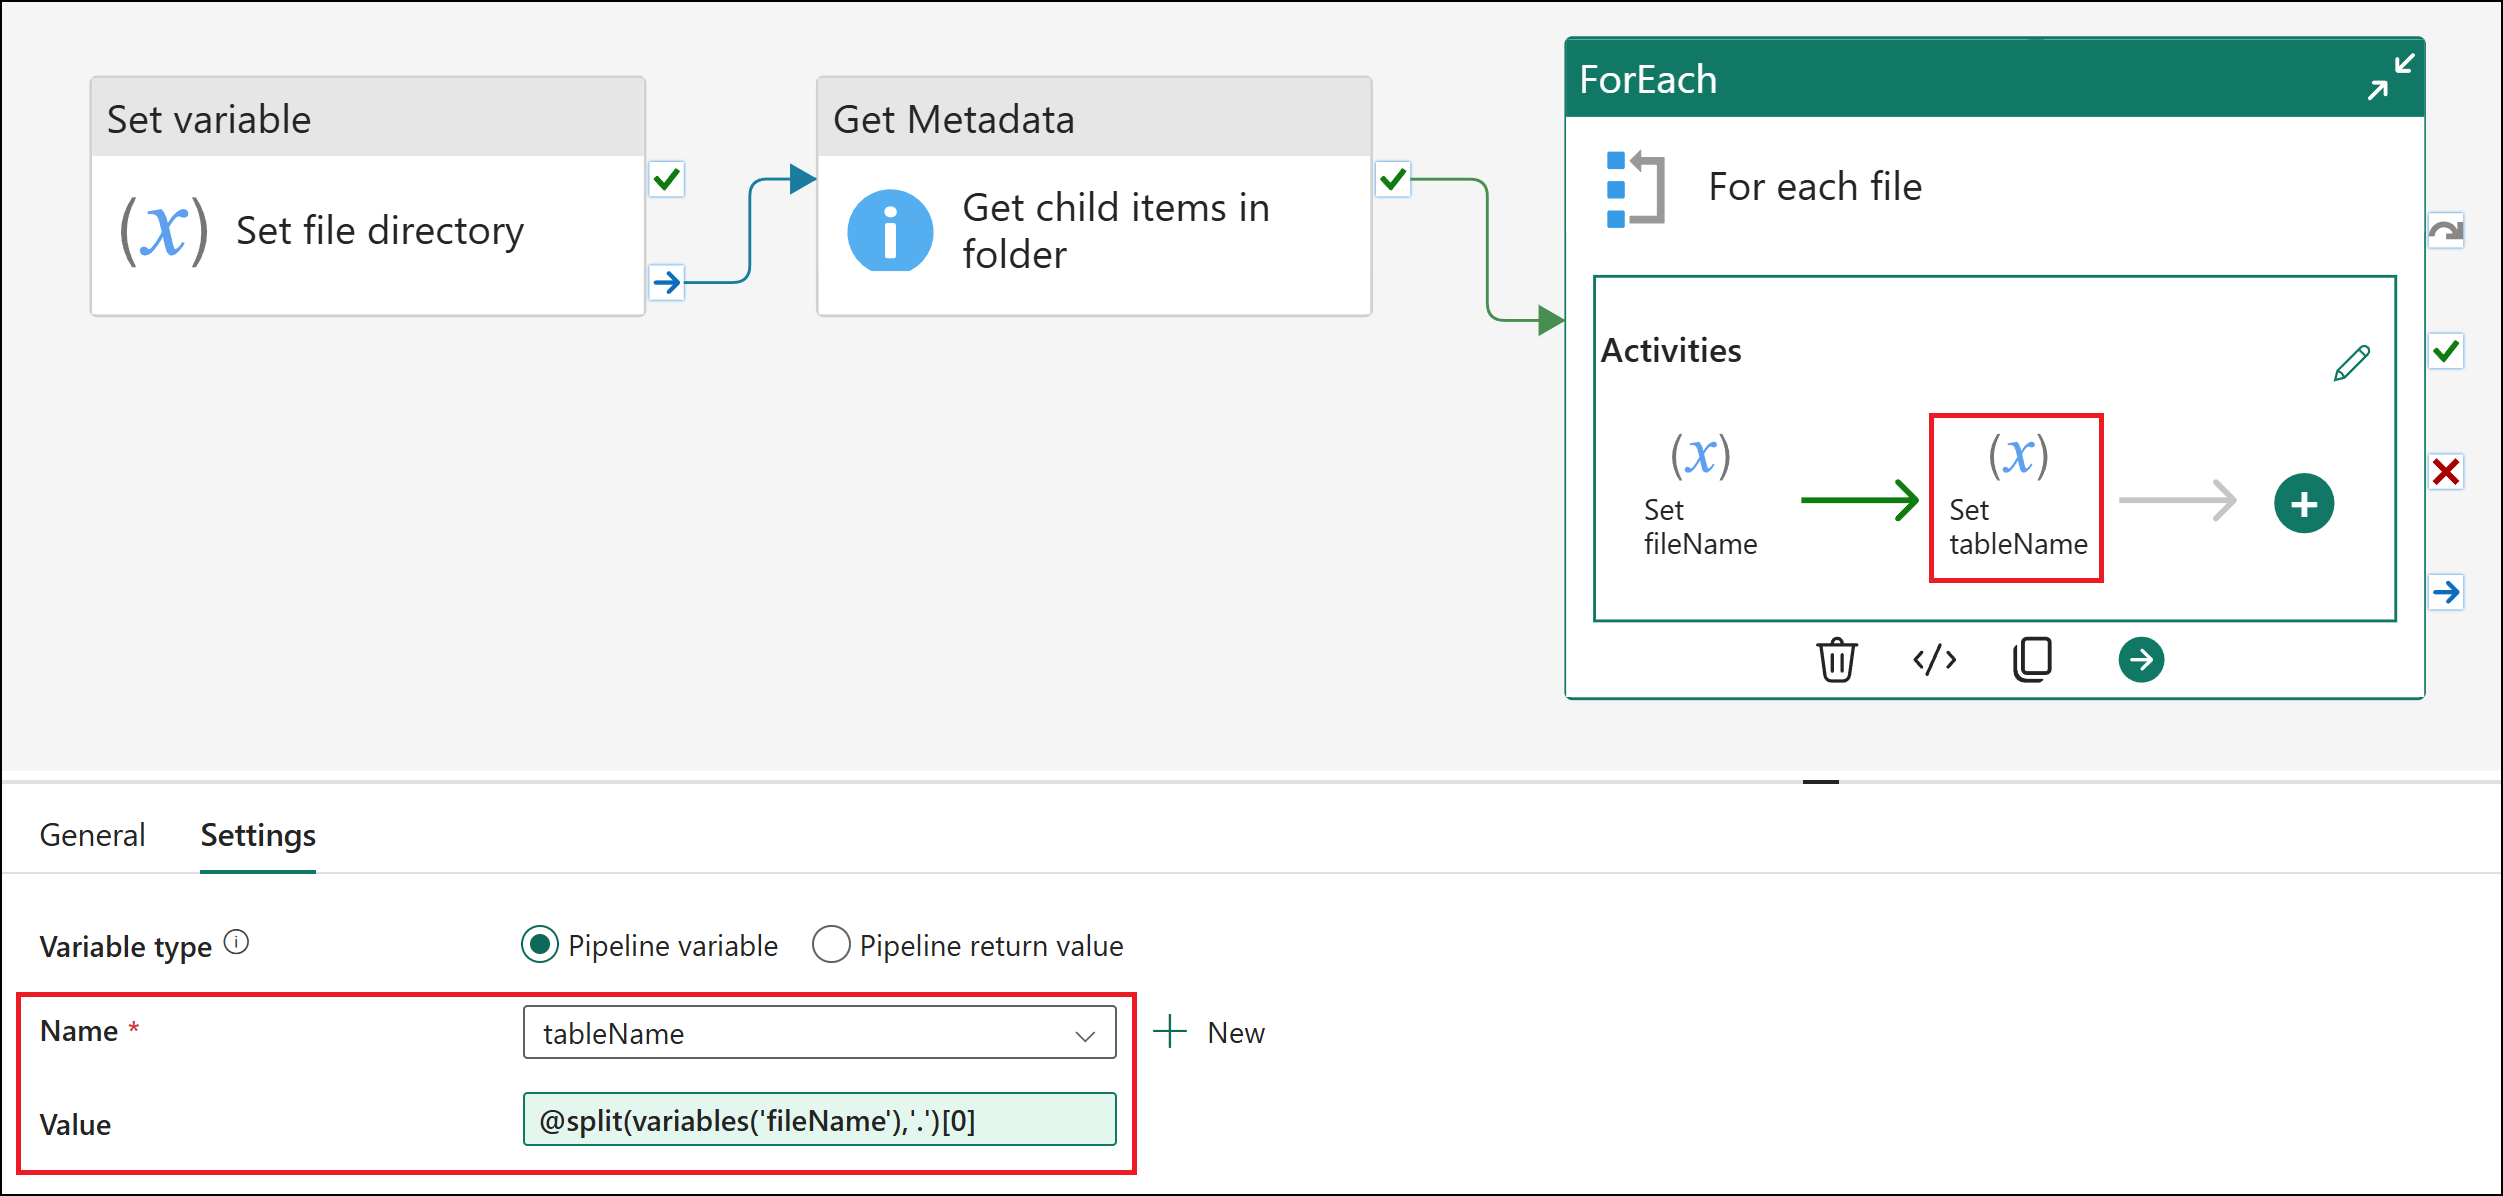 Set variable
(x) Set file directory
Get Metadata
Get child items in
folder
ForEach
For each file
Activities
(x)
Set
fileName
(x)
Set
tableName
General
Settings
Variable type
Pipeline variable
Pipeline return value
Name *
tableName
New
Value
@split(variables('fileName'),'.')[0]